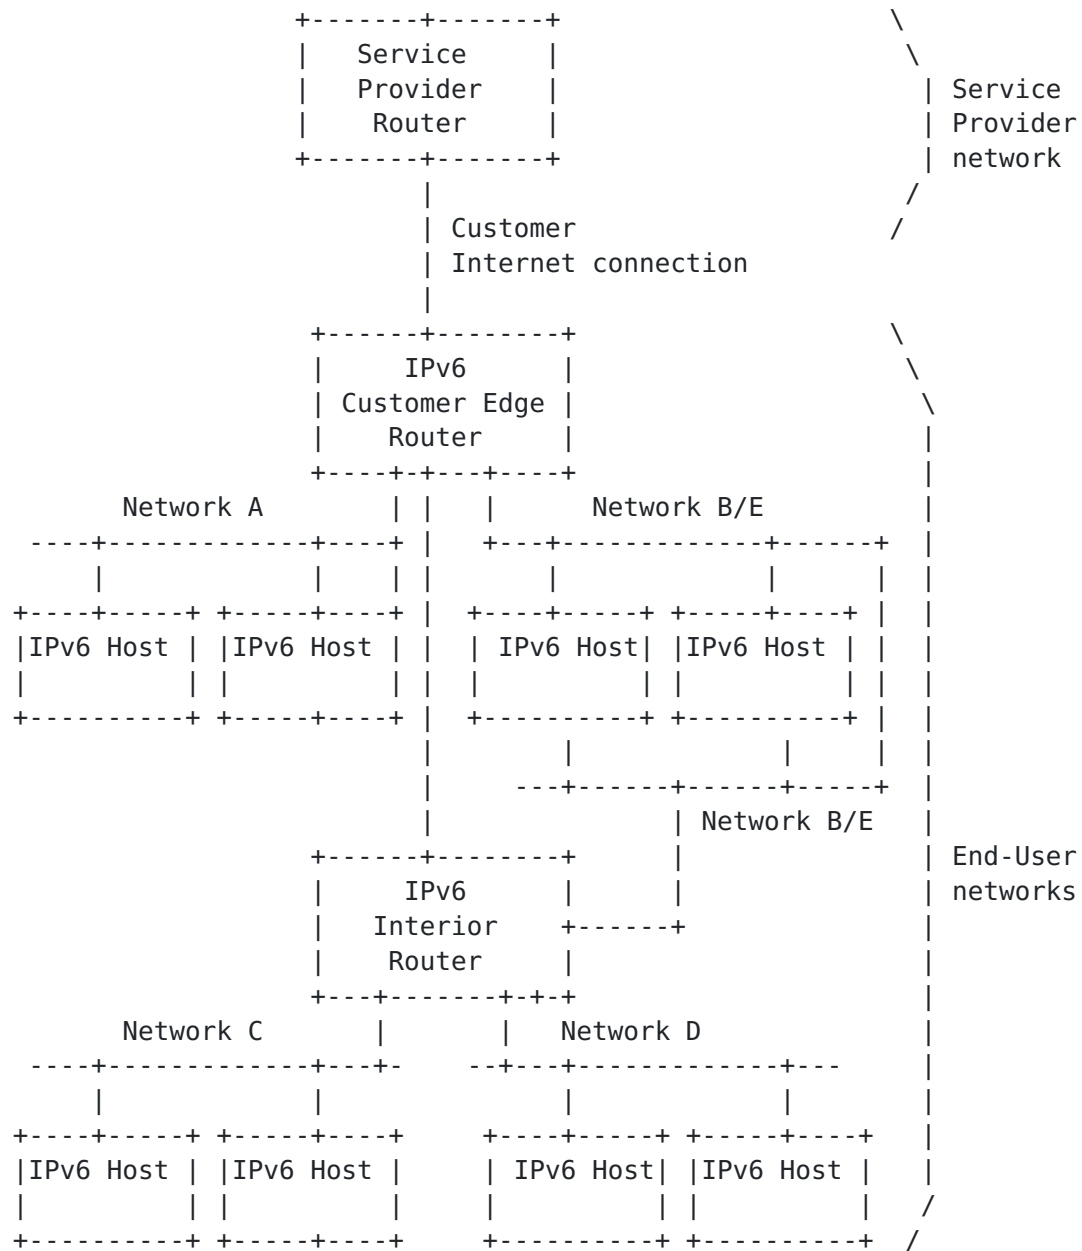 Service
Provider
Router
Service
Provider
network
Customer
Internet connection
IPv6
Customer Edge
Router
Network A
Network B/E
IPv6 Host
IPv6 Host
IPv6 Host
IPv6 Host
Network B/E
IPv6
Interior
Router
End-User
networks
Network C
Network D
IPv6 Host
IPv6 Host
IPv6 Host
IPv6 Host